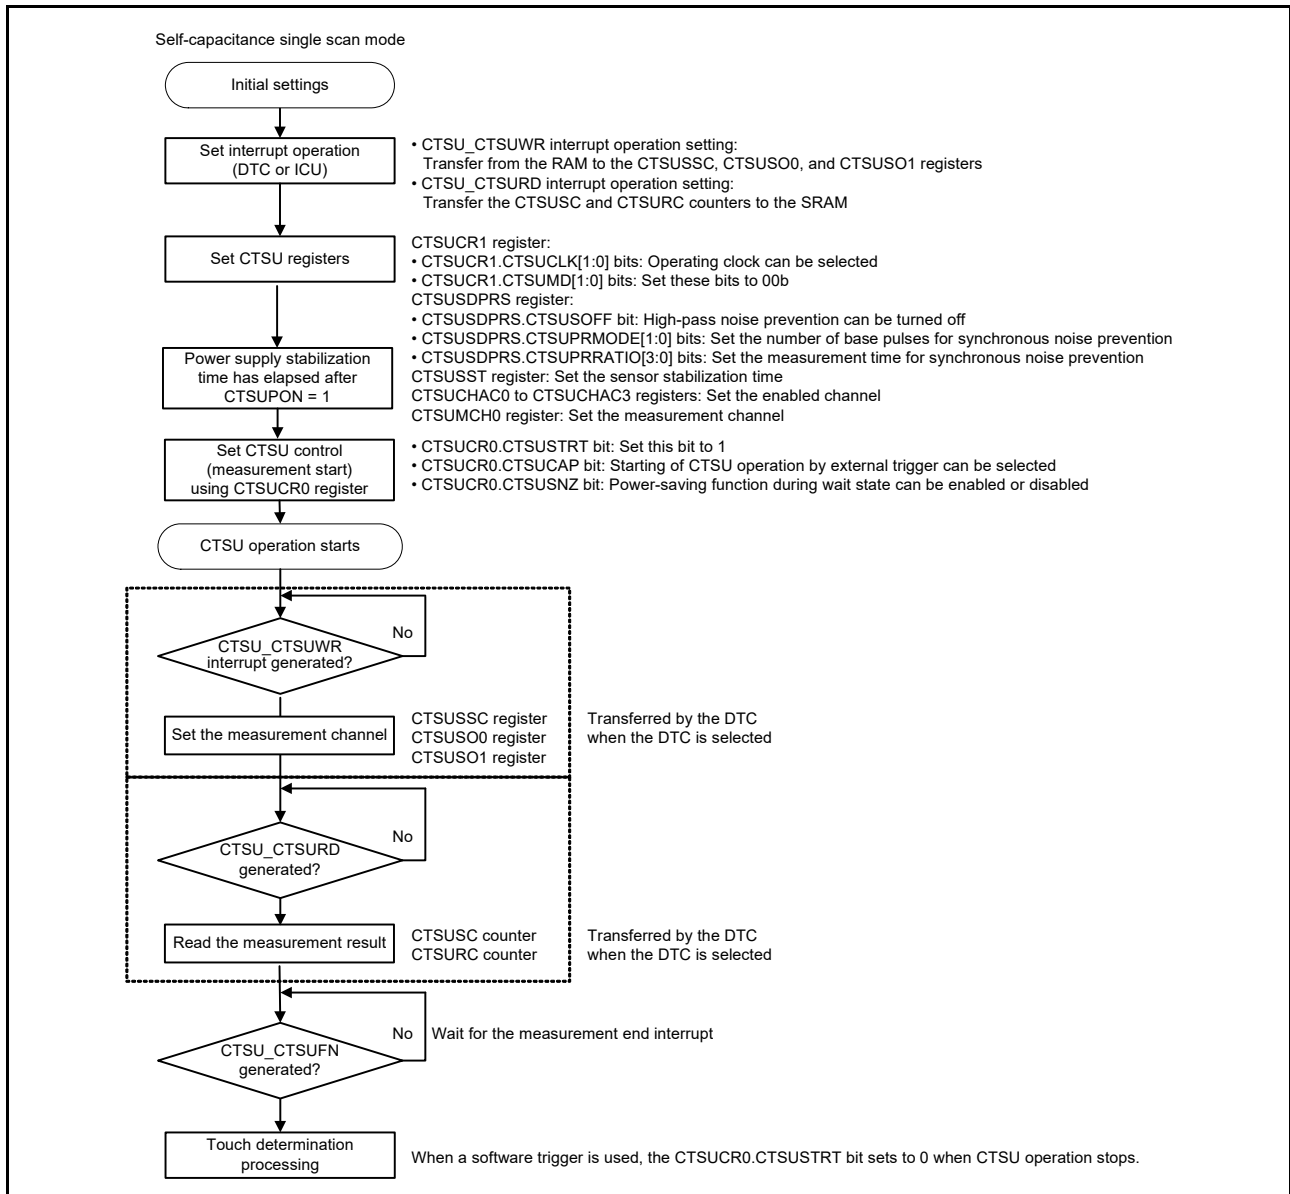 Self-capacitance single scan mode
Initial settings
Set interrupt operation
(DTC or ICU)
• CTSU_CTSUWR interrupt operation setting:
Transfer from the RAM to the CTSUSSC, CTSUSO0, and CTSUSO1 registers
• CTSU_CTSURD interrupt operation setting:
Transfer the CTSUSC and CTSURC counters to the SRAM
Set CTSU registers
CTSUCR1 register:
• CTSUCR1.CTSUCLK[1:0] bits: Operating clock can be selected
• CTSUCR1.CTSUMD[1:0] bits: Set these bits to 00b
CTSUSDPRS register:
• CTSUSDPRS.CTSUSOFF bit: High-pass noise prevention can be turned off
• CTSUSDPRS.CTSUPRMODE[1:0] bits: Set the number of base pulses for synchronous noise prevention
• CTSUSDPRS.CTSUPRRATIO[3:0] bits: Set the measurement time for synchronous noise prevention
CTSUSST register: Set the sensor stabilization time
CTSUCHAC0 to CTSUCHAC3 registers: Set the enabled channel
CTSUMCH0 register: Set the measurement channel
Power supply stabilization
time has elapsed after
CTSUPON = 1
Set CTSU control
(measurement start)
using CTSUCR0 register
• CTSUCR0.CTSUSTRT bit: Set this bit to 1
• CTSUCR0.CTSUCAP bit: Starting of CTSU operation by external trigger can be selected
• CTSUCR0.CTSUSNZ bit: Power-saving function during wait state can be enabled or disabled
CTSU operation starts
No
CTSU_CTSUWR
interrupt generated?
Set the measurement channel
CTSUSSC register
CTSUSO0 register
CTSUSO1 register
Transferred by the DTC
when the DTC is selected
No
CTSU_CTSURD
generated?
Read the measurement result
CTSUSC counter
CTSURC counter
Transferred by the DTC
when the DTC is selected
No
Wait for the measurement end interrupt
CTSU_CTSUFN
generated?
Touch determination
processing
When a software trigger is used, the CTSUCR0.CTSUSTRT bit sets to 0 when CTSU operation stops.